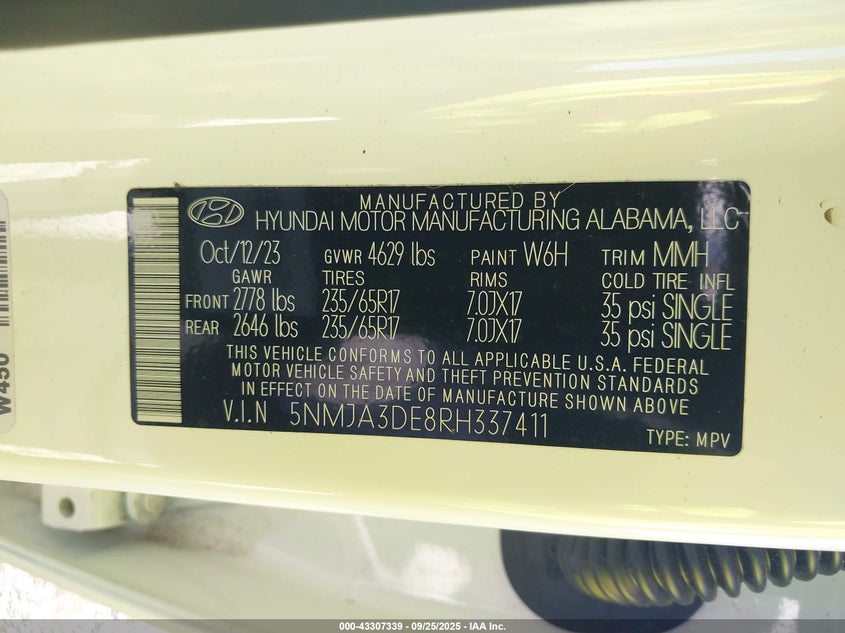 MANUFACTURED BY
HYUNDAI MOTOR MANUFACTURING ALABAMA, LLC
Oct/12/23 GVWR 4629 lbs PAINT W6H TRIM MMH
GAWR TIRES RIMS COLD TIRE INFL
FRONT 2778 lbs 235/65R17 7.0JX17 35 psi SINGLE
REAR 2646 lbs 235/65R17 7.0JX17 35 psi SINGLE
THIS VEHICLE CONFORMS TO ALL APPLICABLE U.S.A. FEDERAL
MOTOR VEHICLE SAFETY AND THEFT PREVENTION STANDARDS
IN EFFECT ON THE DATE OF MANUFACTURE SHOWN ABOVE
V.I.N 5NMJA3DE8RH337411
TYPE: MPV
W450
000-43307339 - 09/25/2025 - IAA Inc.